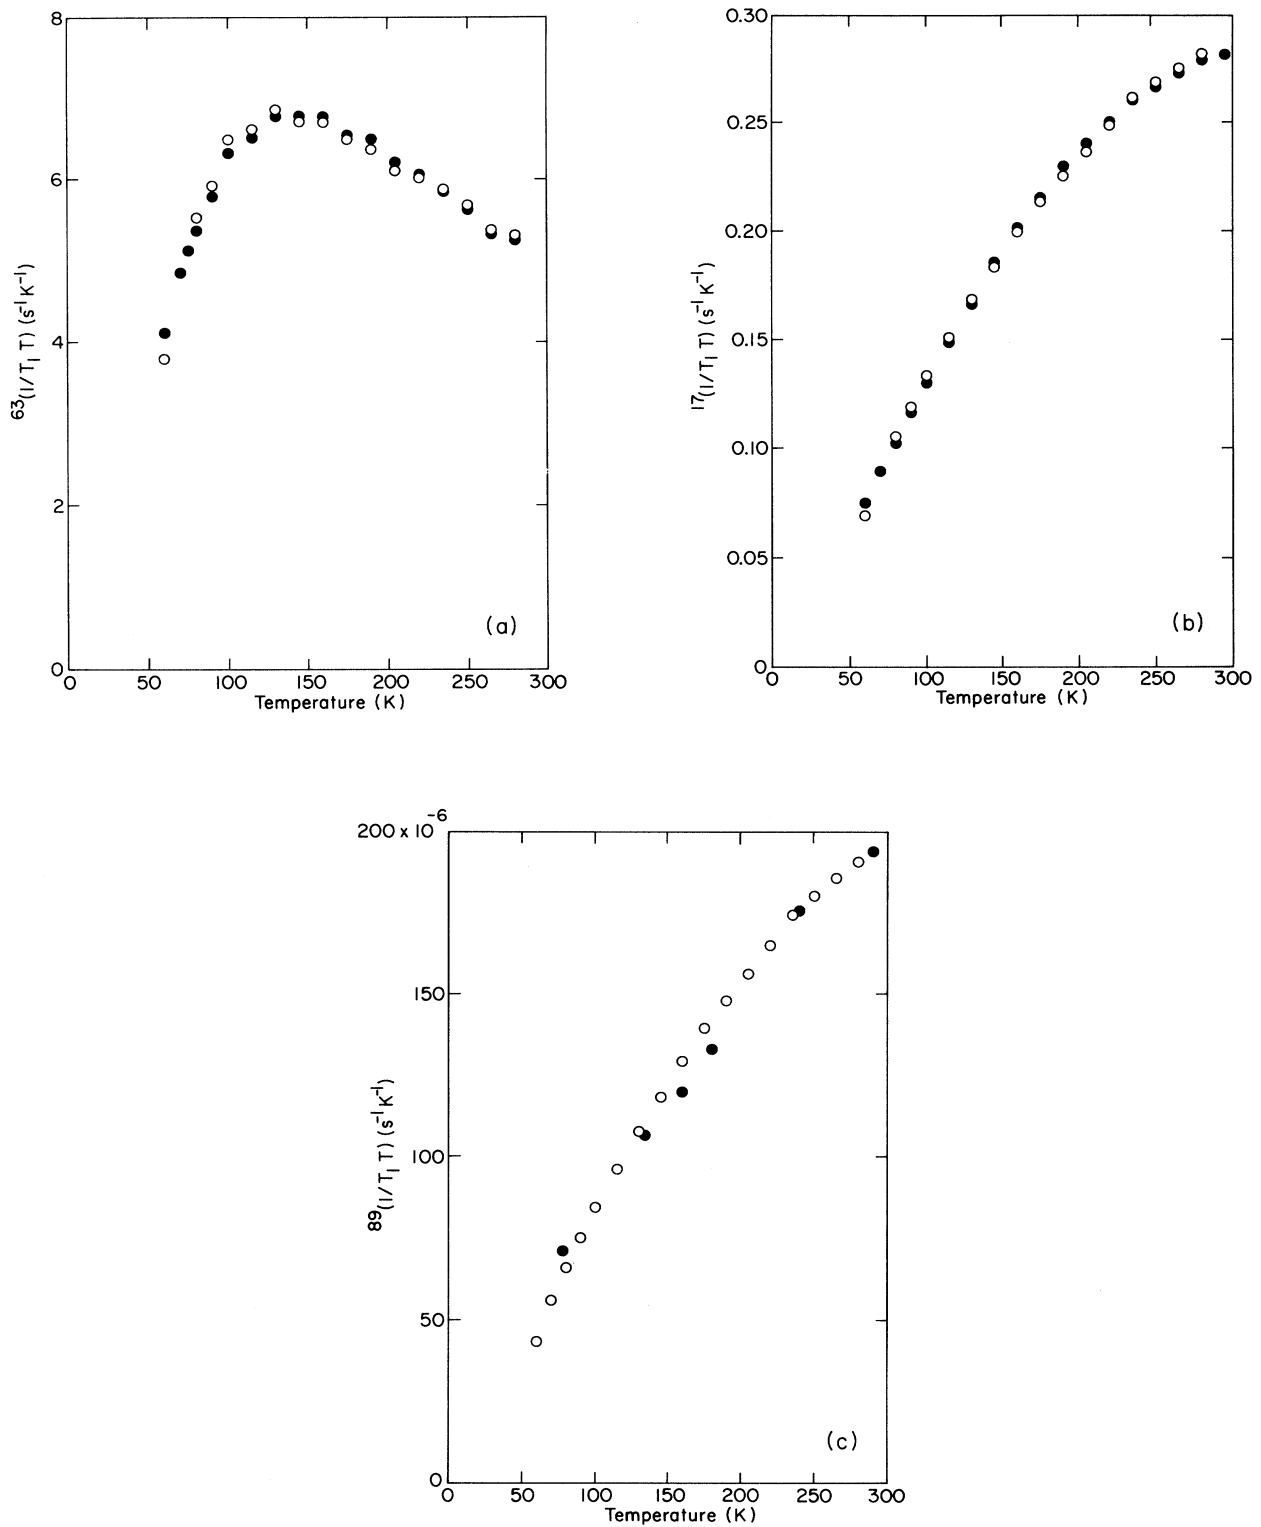 8
6
4
2
0
⁶³(1/T₁ T) (s⁻¹K⁻¹)
0 50 100 150 200 250 300
Temperature (K)
(a)
0.30
0.25
0.20
0.15
0.10
0.05
0
¹⁷(1/T₁ T) (s⁻¹K⁻¹)
0 50 100 150 200 250 300
Temperature (K)
(b)
200 x 10⁻⁶
150
100
50
0
⁸⁹(1/T₁ T) (s⁻¹K⁻¹)
0 50 100 150 200 250 300
Temperature (K)
(c)